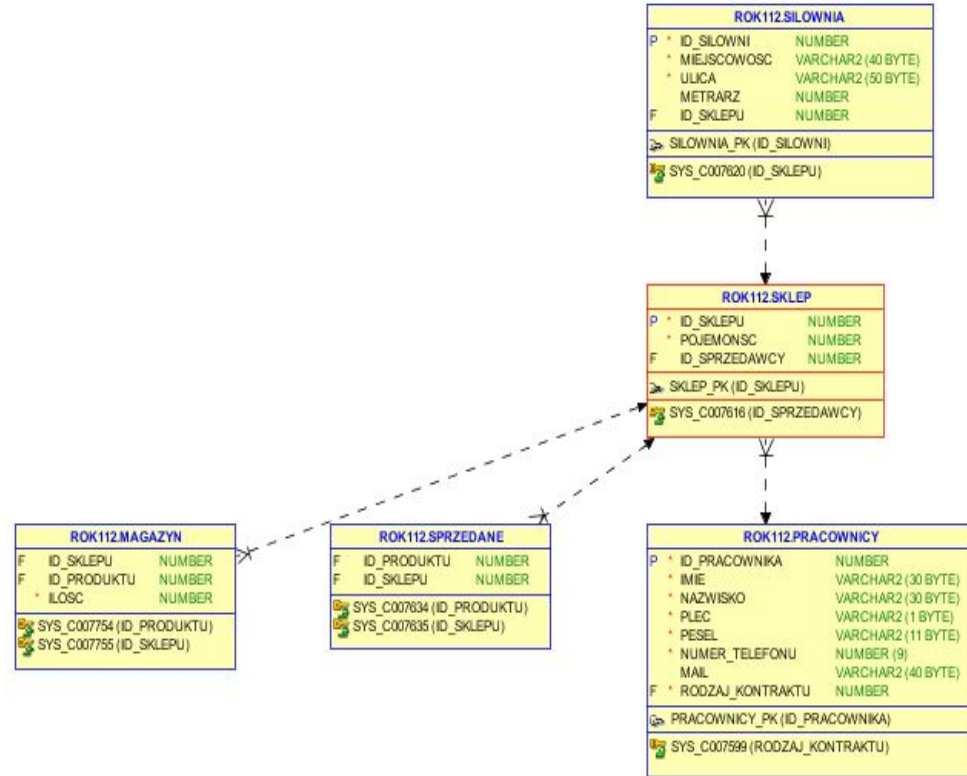 ROK112.SILOWNIA
P * ID_SILOWNI NUMBER
* MIEJSCOWOSC VARCHAR2 (40 BYTE)
* ULICA VARCHAR2 (50 BYTE)
METRARZ NUMBER
F ID_SKLEPU NUMBER
SILOWNIA_PK (ID_SILOWNI)
SYS_C007620 (ID_SKLEPU)
ROK112.SKLEP
P * ID_SKLEPU NUMBER
* POJEMONSC NUMBER
F ID_SPRZEDAWCY NUMBER
SKLEP_PK (ID_SKLEPU)
SYS_C007616 (ID_SPRZEDAWCY)
ROK112.MAGAZYN
F ID_SKLEPU NUMBER
F ID_PRODUKTU NUMBER
* ILOSC NUMBER
SYS_C007754 (ID_PRODUKTU)
SYS_C007755 (ID_SKLEPU)
ROK112.SPRZEDANE
F ID_PRODUKTU NUMBER
F ID_SKLEPU NUMBER
SYS_C007634 (ID_PRODUKTU)
SYS_C007635 (ID_SKLEPU)
ROK112.PRACOWNICY
P * ID_PRACOWNIKA NUMBER
* IMIE VARCHAR2 (30 BYTE)
* NAZWISKO VARCHAR2 (30 BYTE)
* PLEC VARCHAR2 (1 BYTE)
* PESEL VARCHAR2 (11 BYTE)
* NUMER_TELEFONU NUMBER (9)
MAIL VARCHAR2 (40 BYTE)
F * RODZAJ_KONTRAKTU NUMBER
PRACOWNICY_PK (ID_PRACOWNIKA)
SYS_C007599 (RODZAJ_KONTRAKTU)